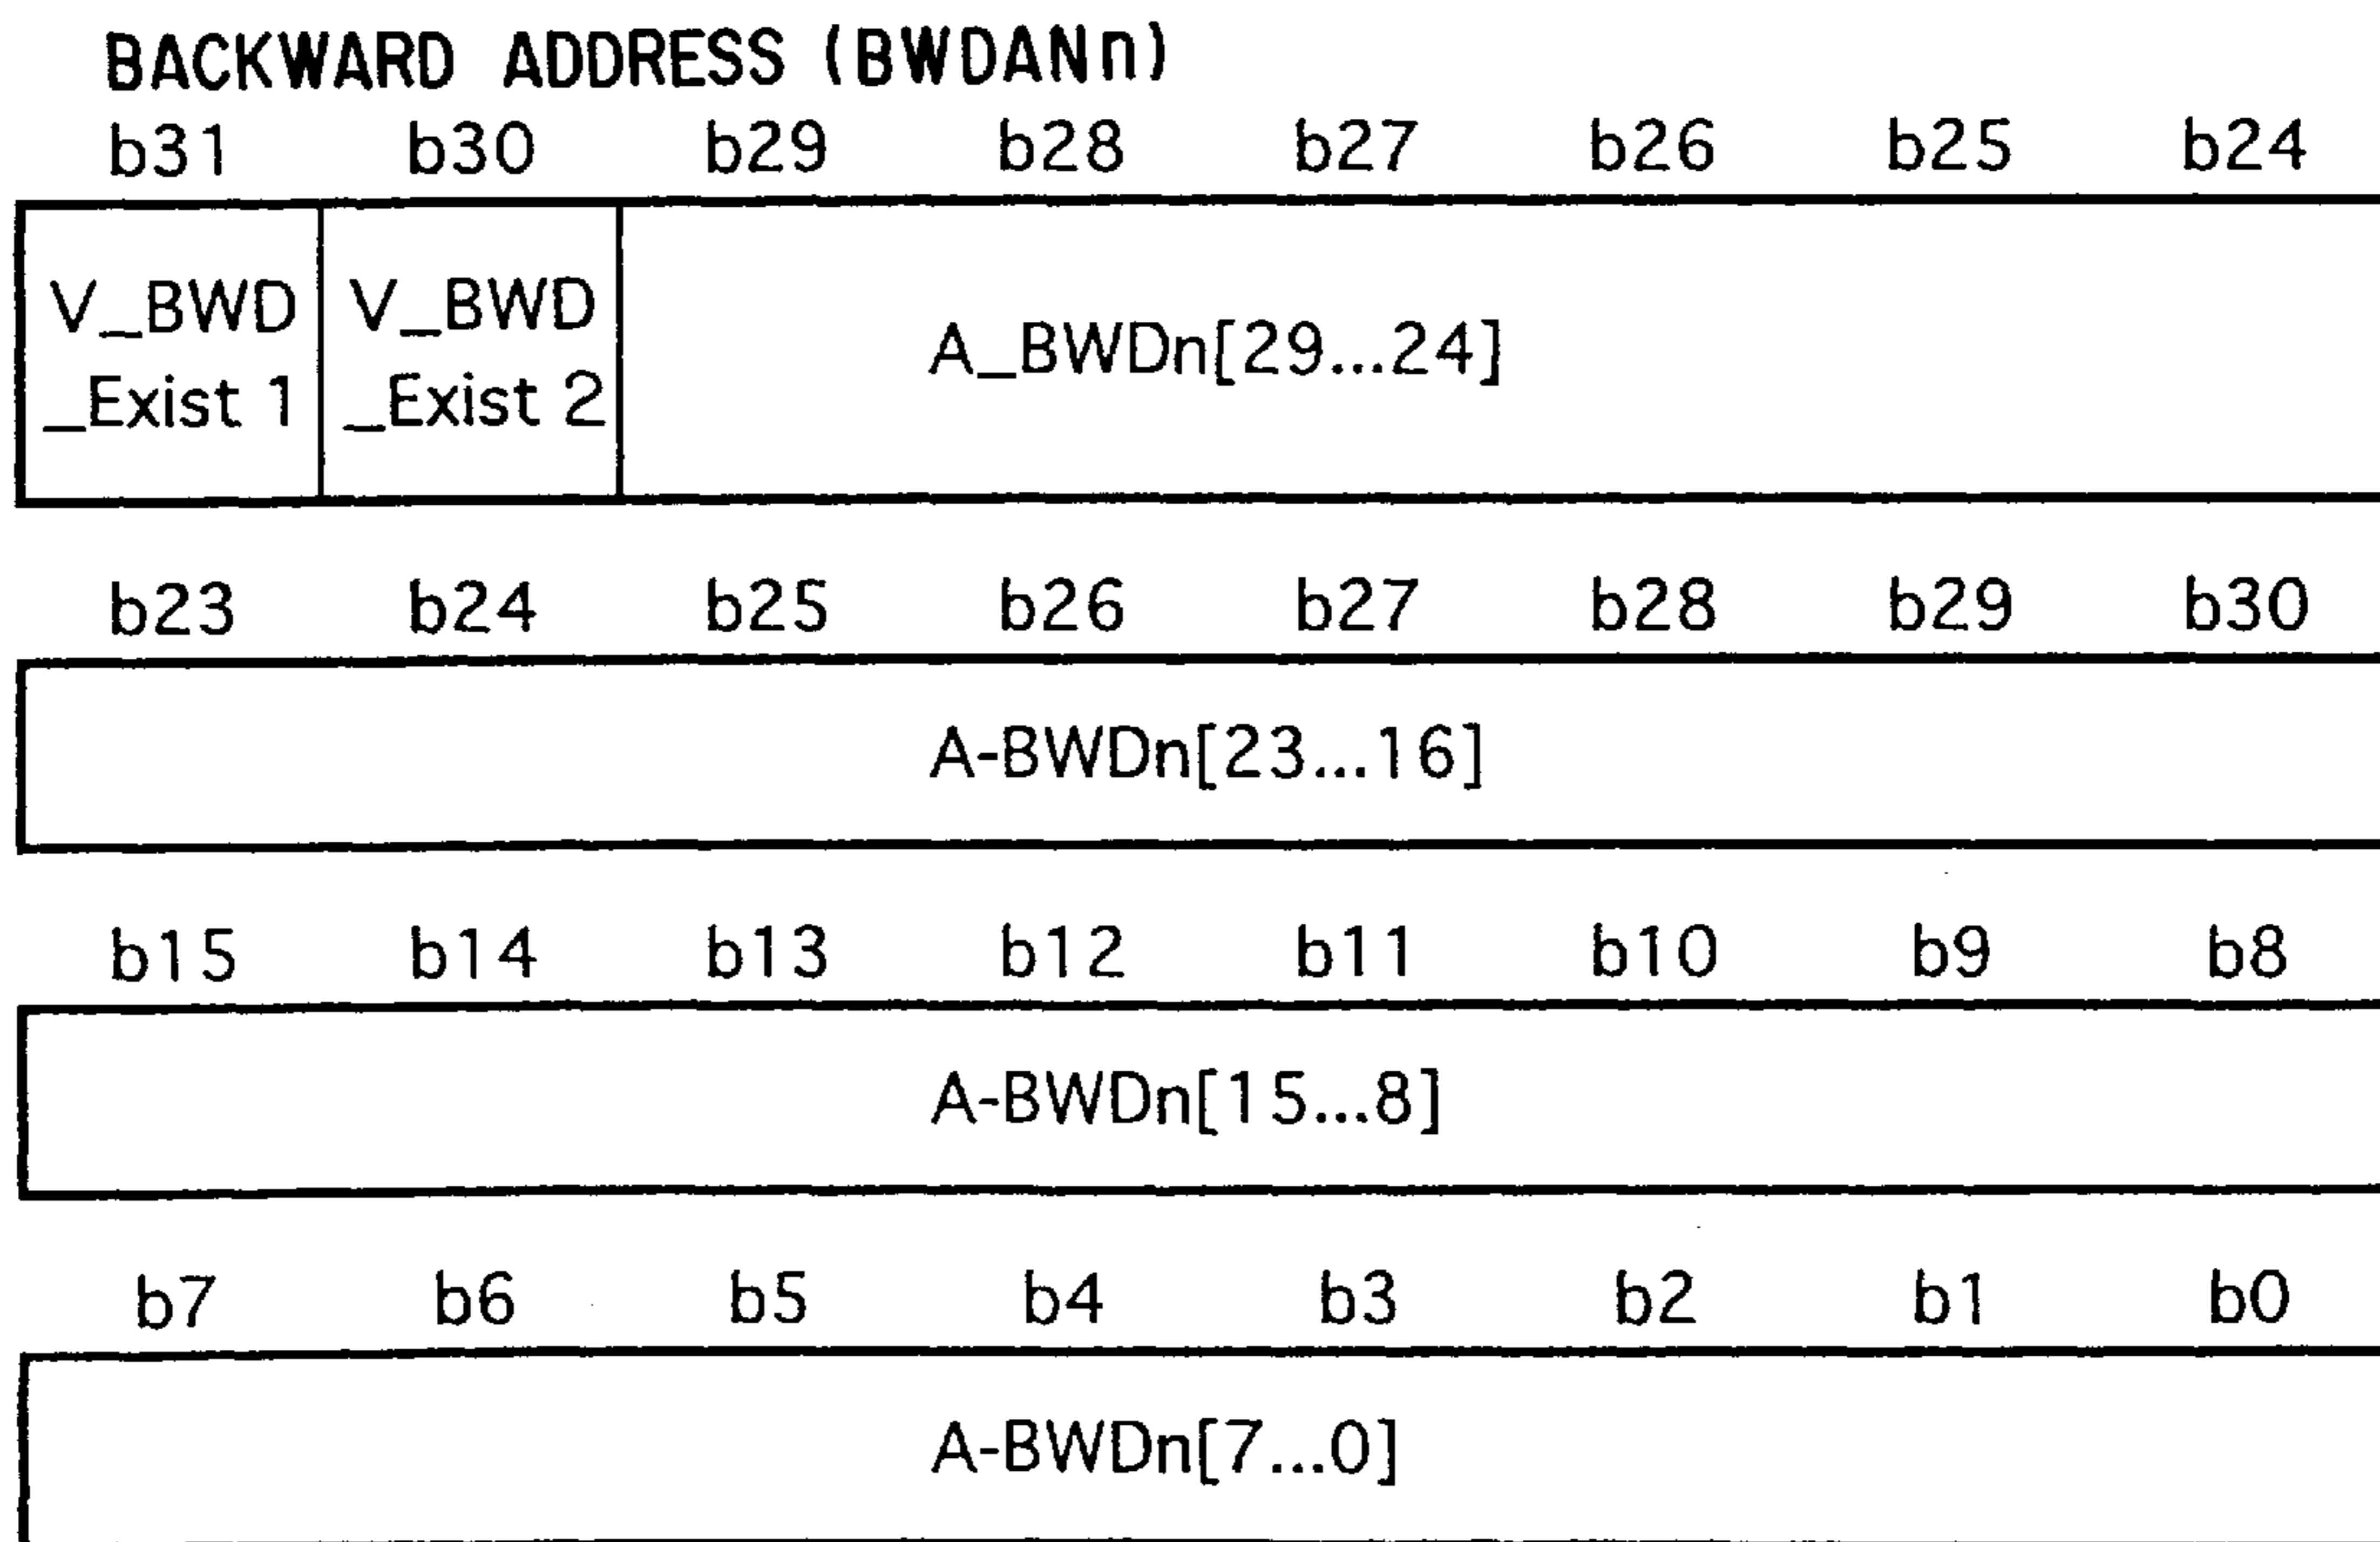 BACKWARD ADDRESS (BWDANn)
b31 b30 b29 b28 b27 b26 b25 b24
V_BWD V_BWD
_Exist 1 _Exist 2
A_BWDn[29...24]
b23 b24 b25 b26 b27 b28 b29 b30
A-BWDn[23...16]
b15 b14 b13 b12 b11 b10 b9 b8
A-BWDn[15...8]
b7 b6 b5 b4 b3 b2 b1 b0
A-BWDn[7...0]